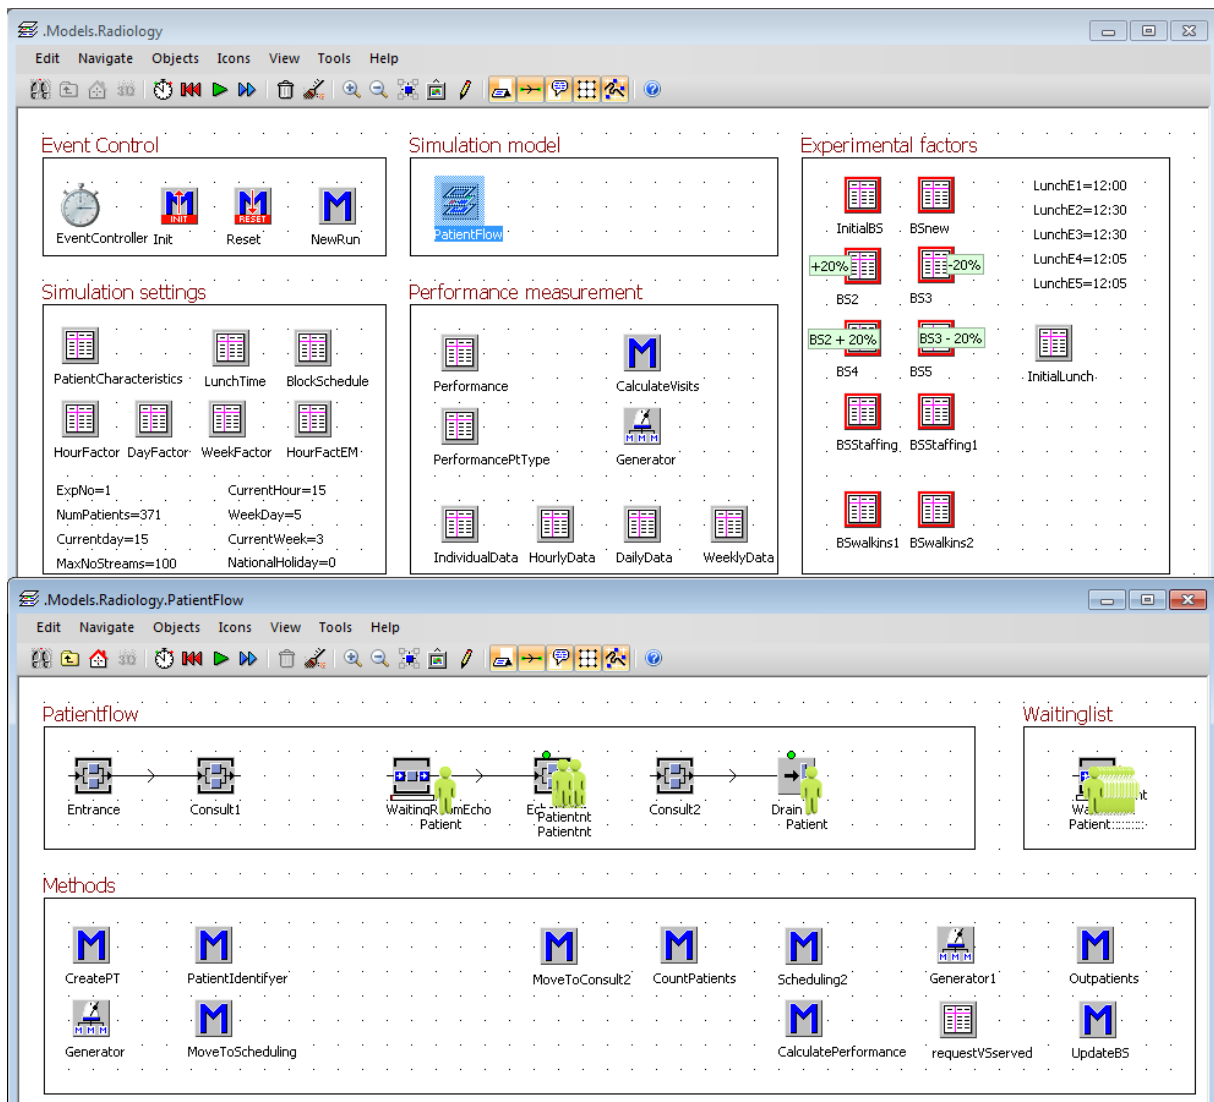 .Models.Radiology
Edit Navigate Objects Icons View Tools Help
Event Control
EventController Init Reset NewRun
INIT
RESET
Simulation model
PatientFlow
Experimental factors
InitialBS BSnew
+20% -20%
BS2 BS3
BS2 + 20% BS3 - 20%
BS4 BS5
BSStaffing BSStaffing1
BSwalkins1 BSwalkins2
LunchE1=12:00
LunchE2=12:30
LunchE3=12:30
LunchE4=12:05
LunchE5=12:05
InitialLunch
Simulation settings
PatientCharacteristics LunchTime BlockSchedule
HourFactor DayFactor WeekFactor HourFactEM
ExpNo=1 CurrentHour=15
NumPatients=371 WeekDay=5
Currentday=15 CurrentWeek=3
MaxNoStreams=100 NationalHoliday=0
Performance measurement
Performance CalculateVisits
PerformancePtType Generator
IndividualData HourlyData DailyData WeeklyData
.Models.Radiology.PatientFlow
Edit Navigate Objects Icons View Tools Help
Patientflow
Entrance Consult1 Consult2 Drain
Patient Patient
Waitinglist
Patient
Methods
CreatePT PatientIdentifyer MoveToConsult2 CountPatients Scheduling2 Generator1 Outpatients
Generator MoveToScheduling CalculatePerformance requestVSserved UpdateBS